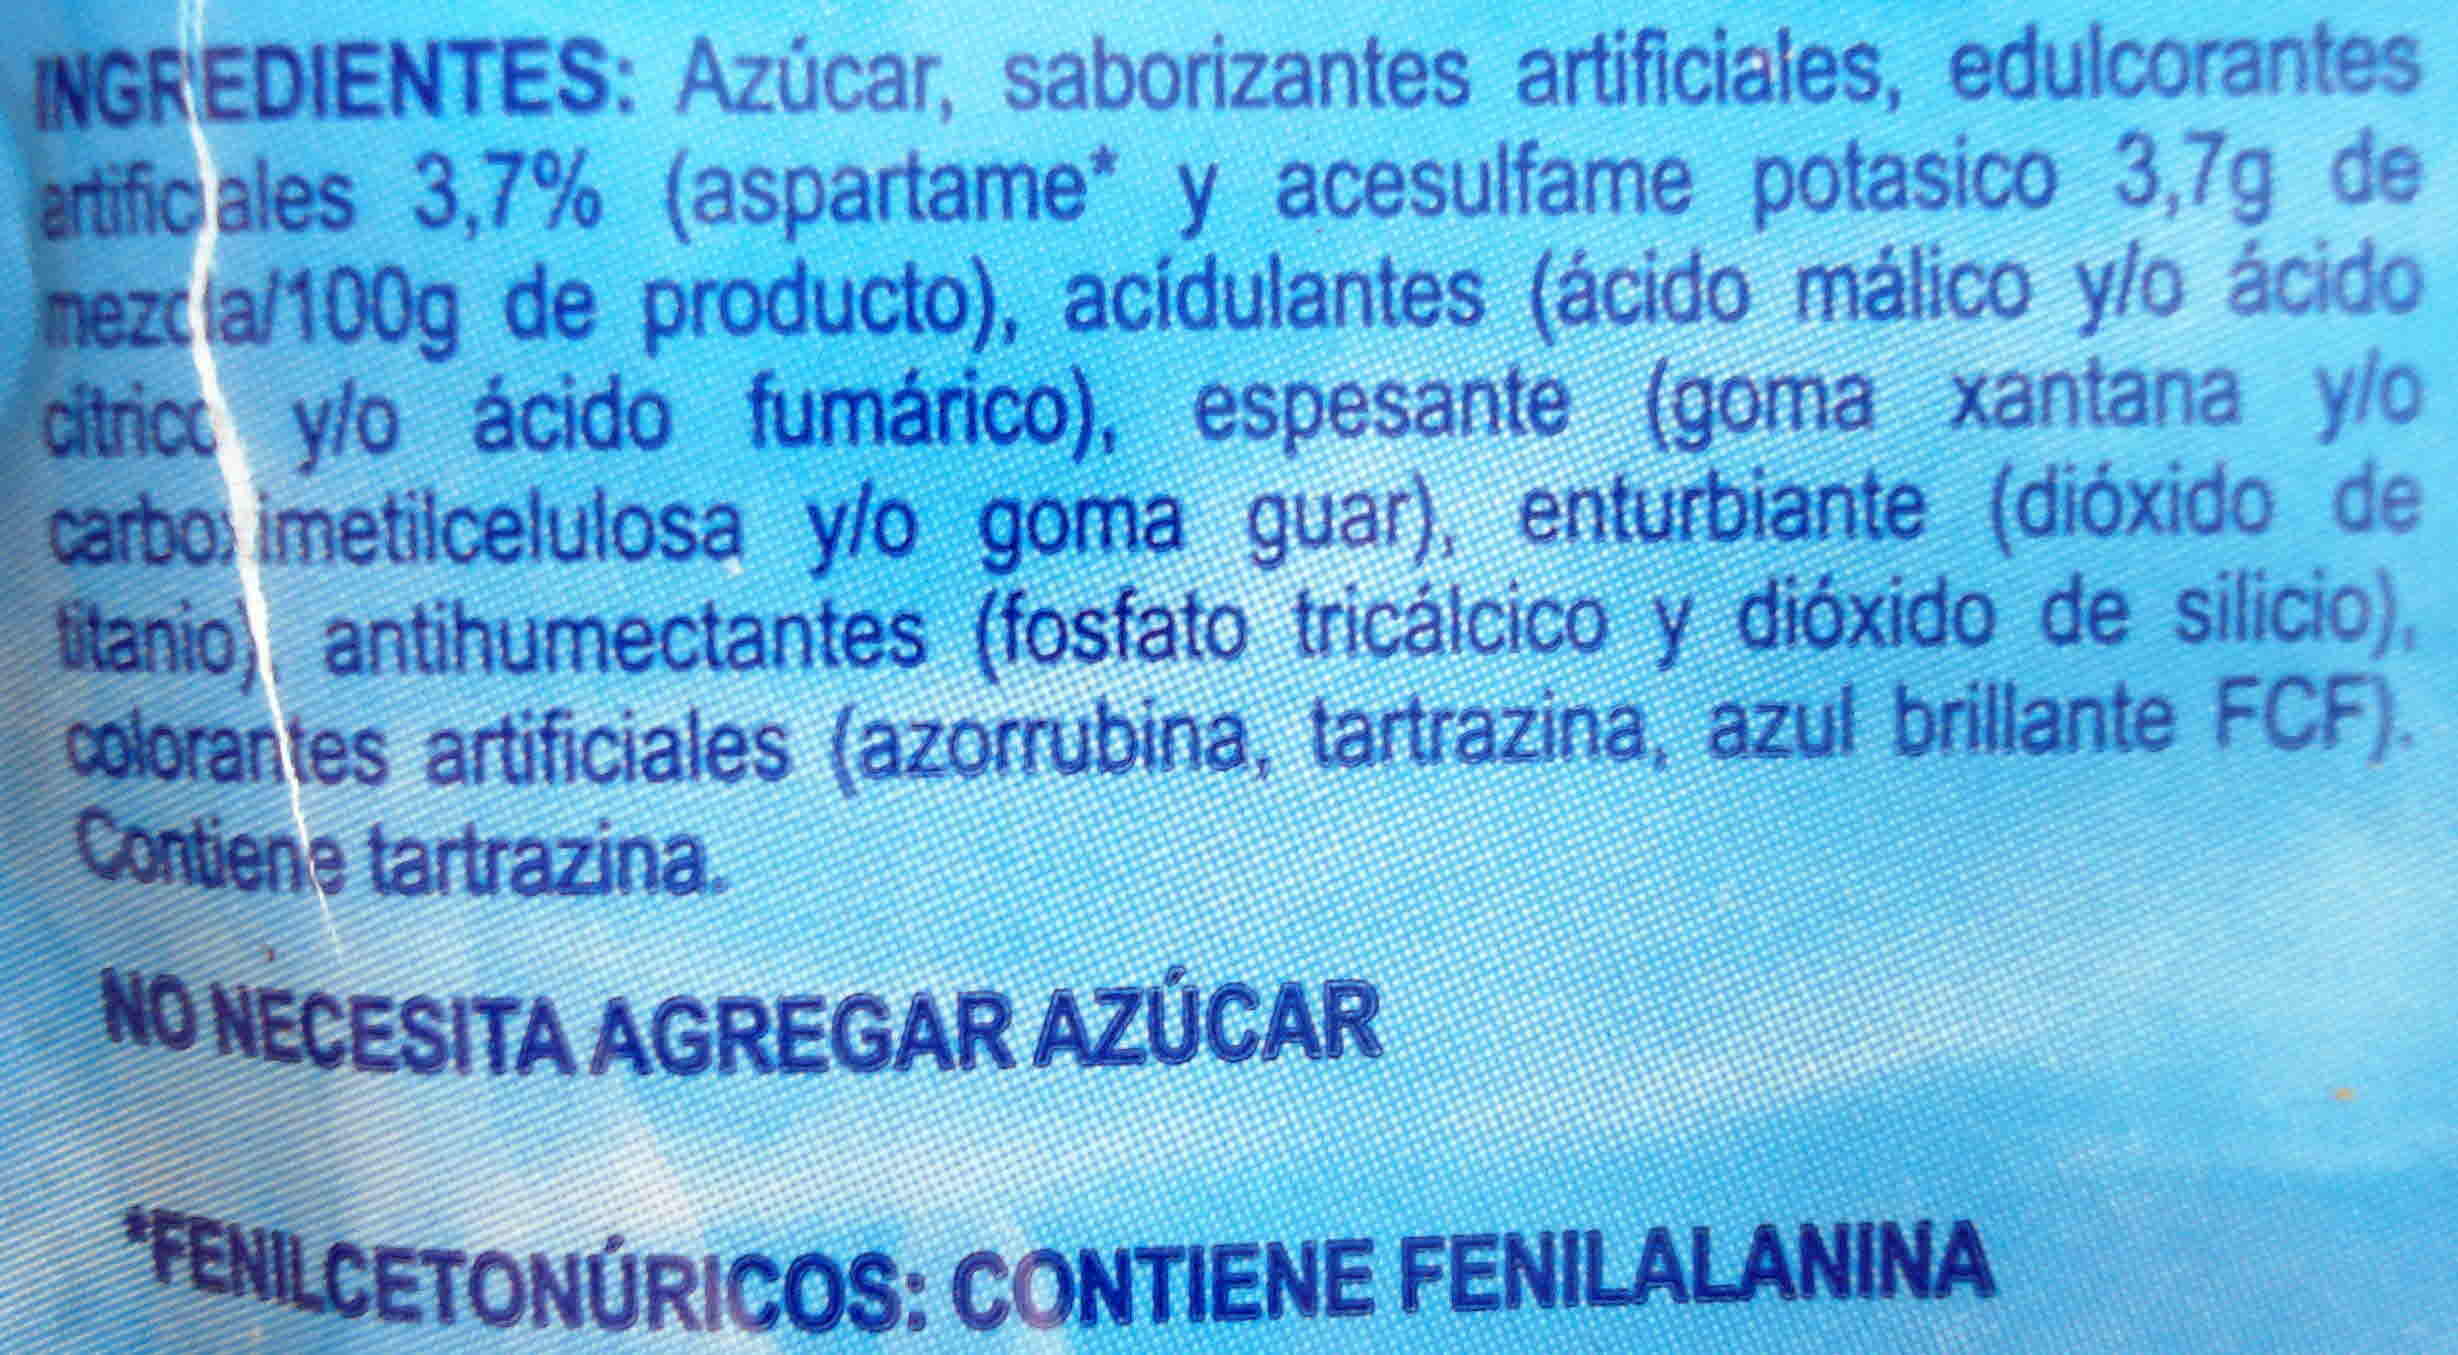 INGREDIENTES: Azúcar, saborizantes artificiales, edulcorantes
artificiales 3,7% (aspartame* y acesulfame potasico 3,7g de
mezcla/100g de producto), acídulantes (ácido málico y/o ácido
cítrico y/o ácido fumárico), espesante (goma xantana y/o
carboximetilcelulosa y/o goma guar), enturbiante (dióxido de
titanio), antihumectantes (fosfato tricálcico y dióxido de silicio),
colorantes artificiales (azorrubina, tartrazina, azul brillante FCF).
Contiene tartrazina.
NO NECESITA AGREGAR AZÚCAR
*FENILCETONÚRICOS: CONTIENE FENILALANINA